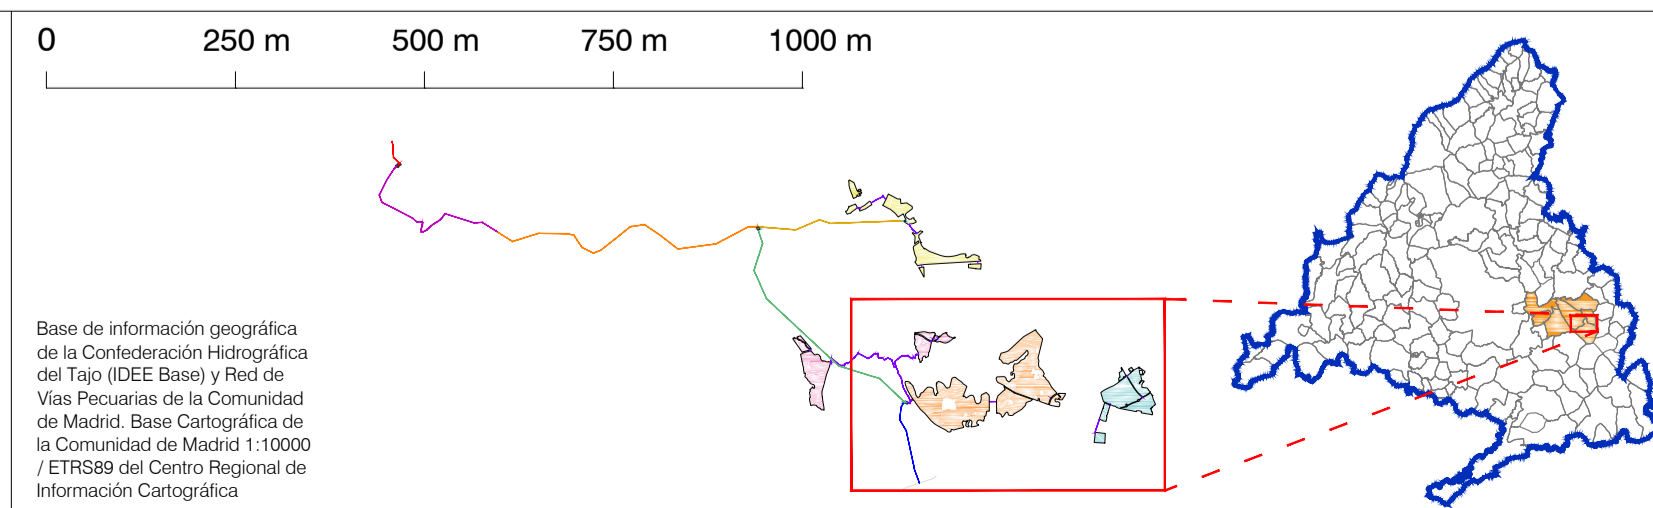 0 250 m 500 m 750 m 1000 m
Base de información geográfica
de la Confederación Hidrográfica
del Tajo (IDEE Base) y Red de
Vías Pecuarias de la Comunidad
de Madrid. Base Cartográfica de
la Comunidad de Madrid 1:10000
/ ETRS89 del Centro Regional de
Información Cartográfica